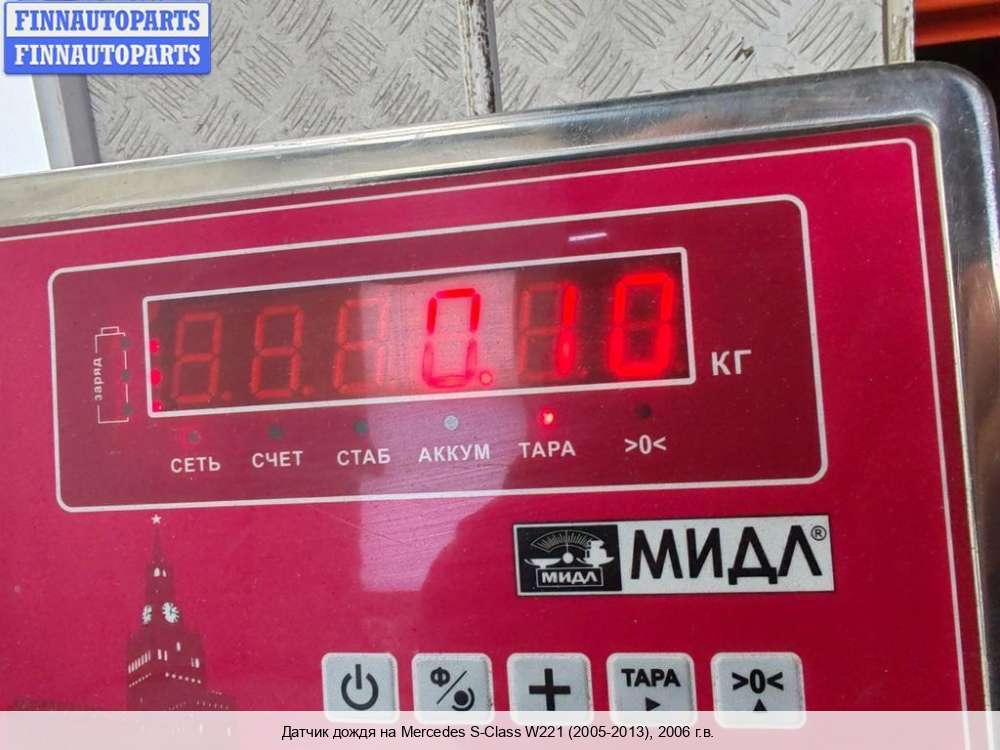 FINNAUTOPARTS
FINNAUTOPARTS
заряд
0.10
КГ
СЕТЬ СЧЕТ СТАБ АККУМ ТАРА >0<
МИДЛ
МИДЛ®
Ф/
ТАРА
>0<
Датчик дождя на Mercedes S-Class W221 (2005-2013), 2006 г.в.